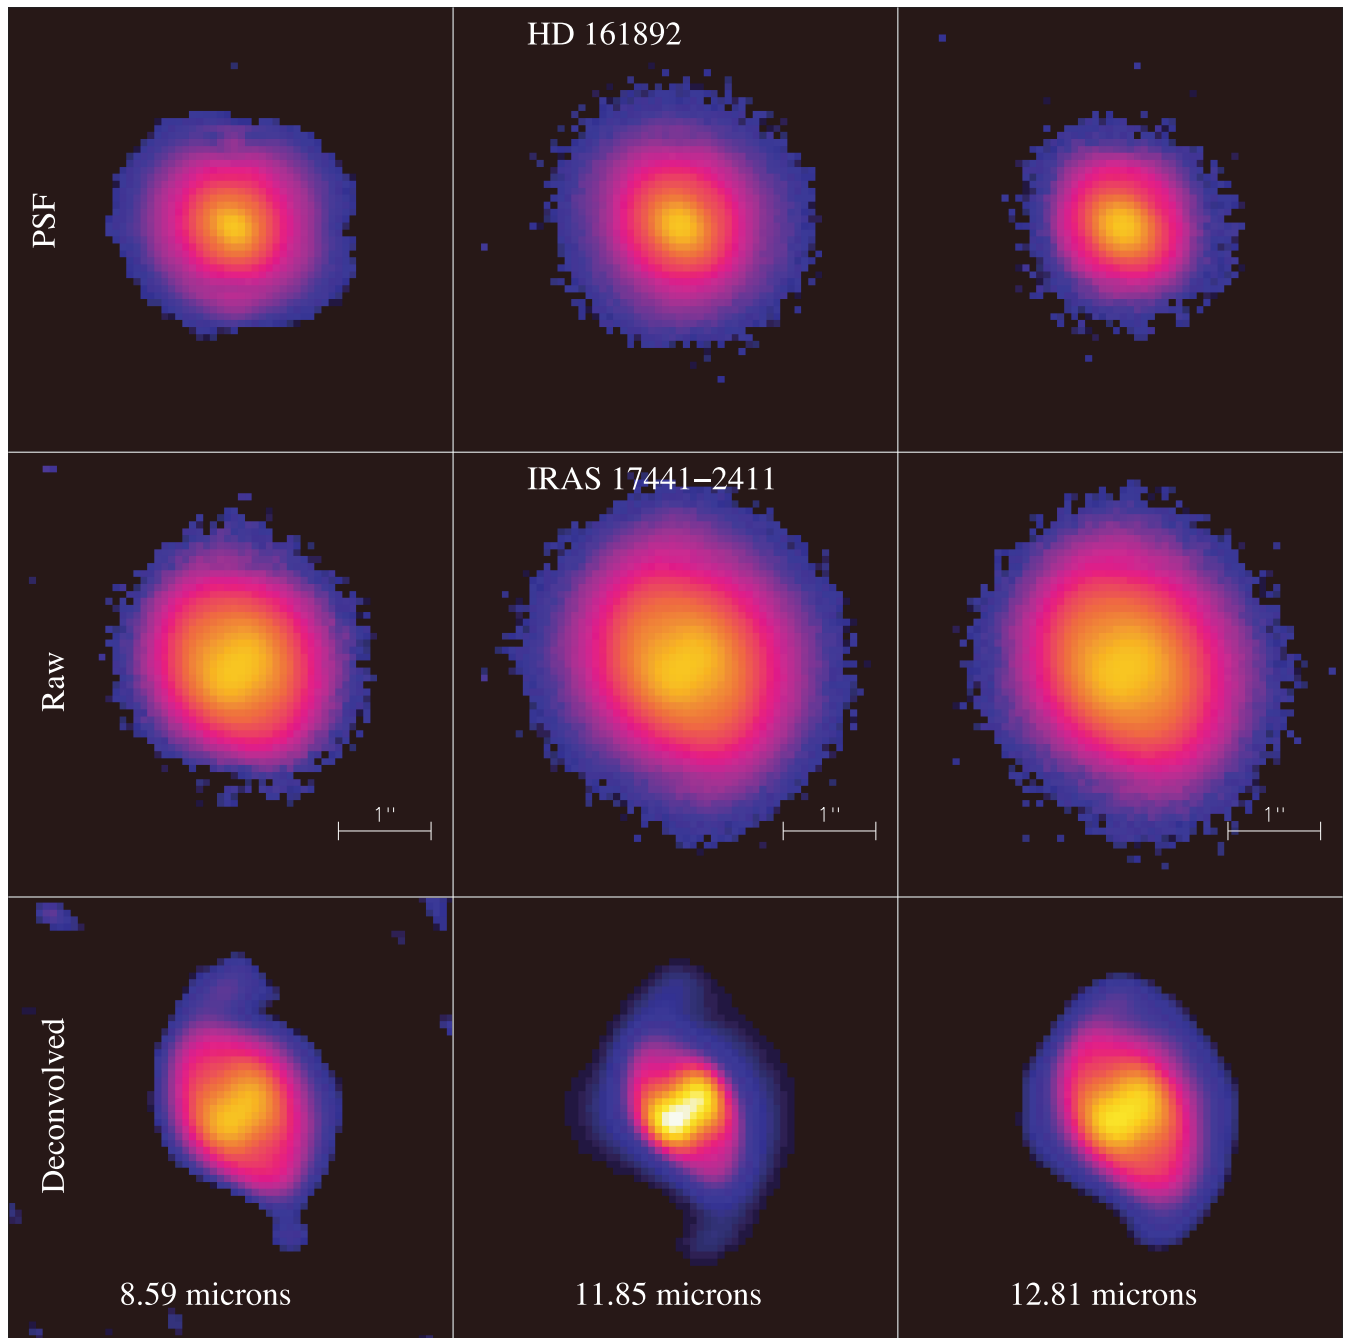 HD 161892
PSF
IRAS 17441−2411
Raw
1"
1"
1"
Deconvolved
8.59 microns
11.85 microns
12.81 microns